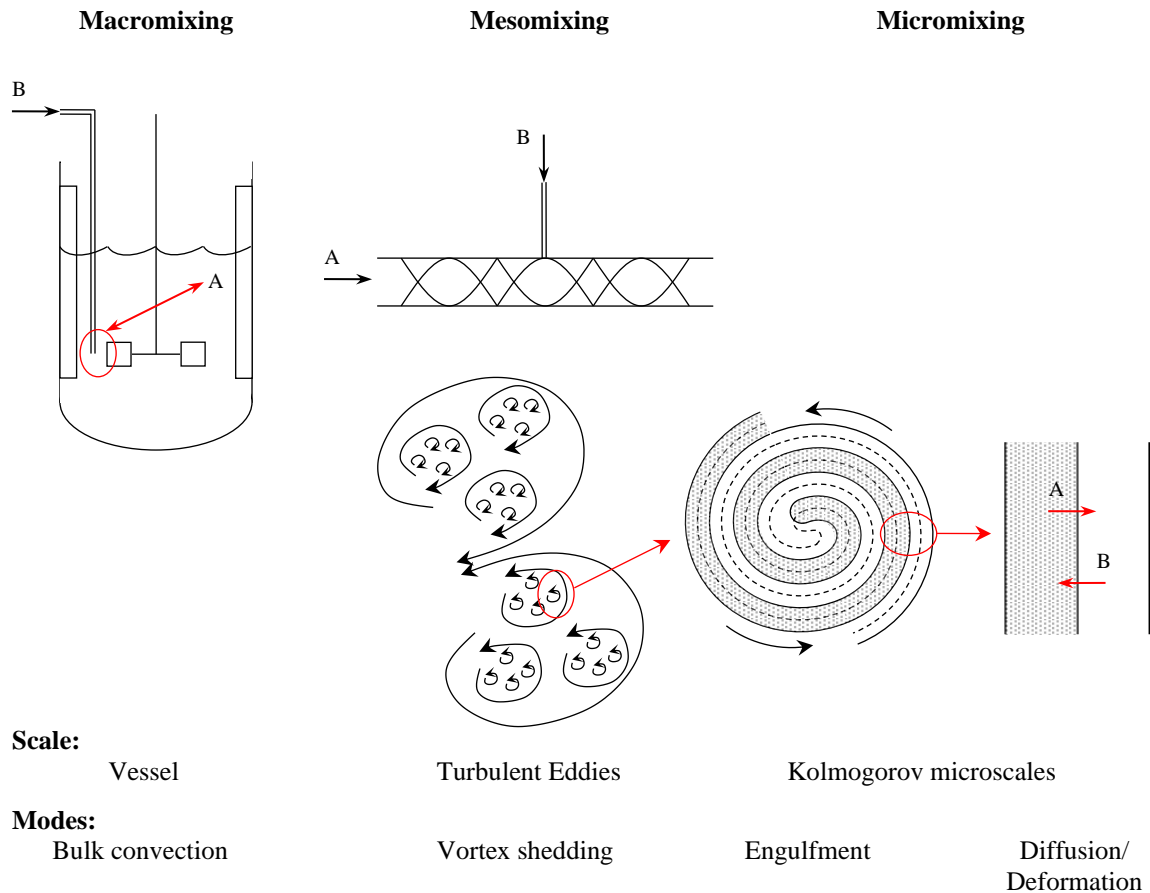 Macromixing
Mesomixing
Micromixing
B
A
B
A
A
B
Scale:
Vessel
Turbulent Eddies
Kolmogorov microscales
Modes:
Bulk convection
Vortex shedding
Engulfment
Diffusion/
Deformation